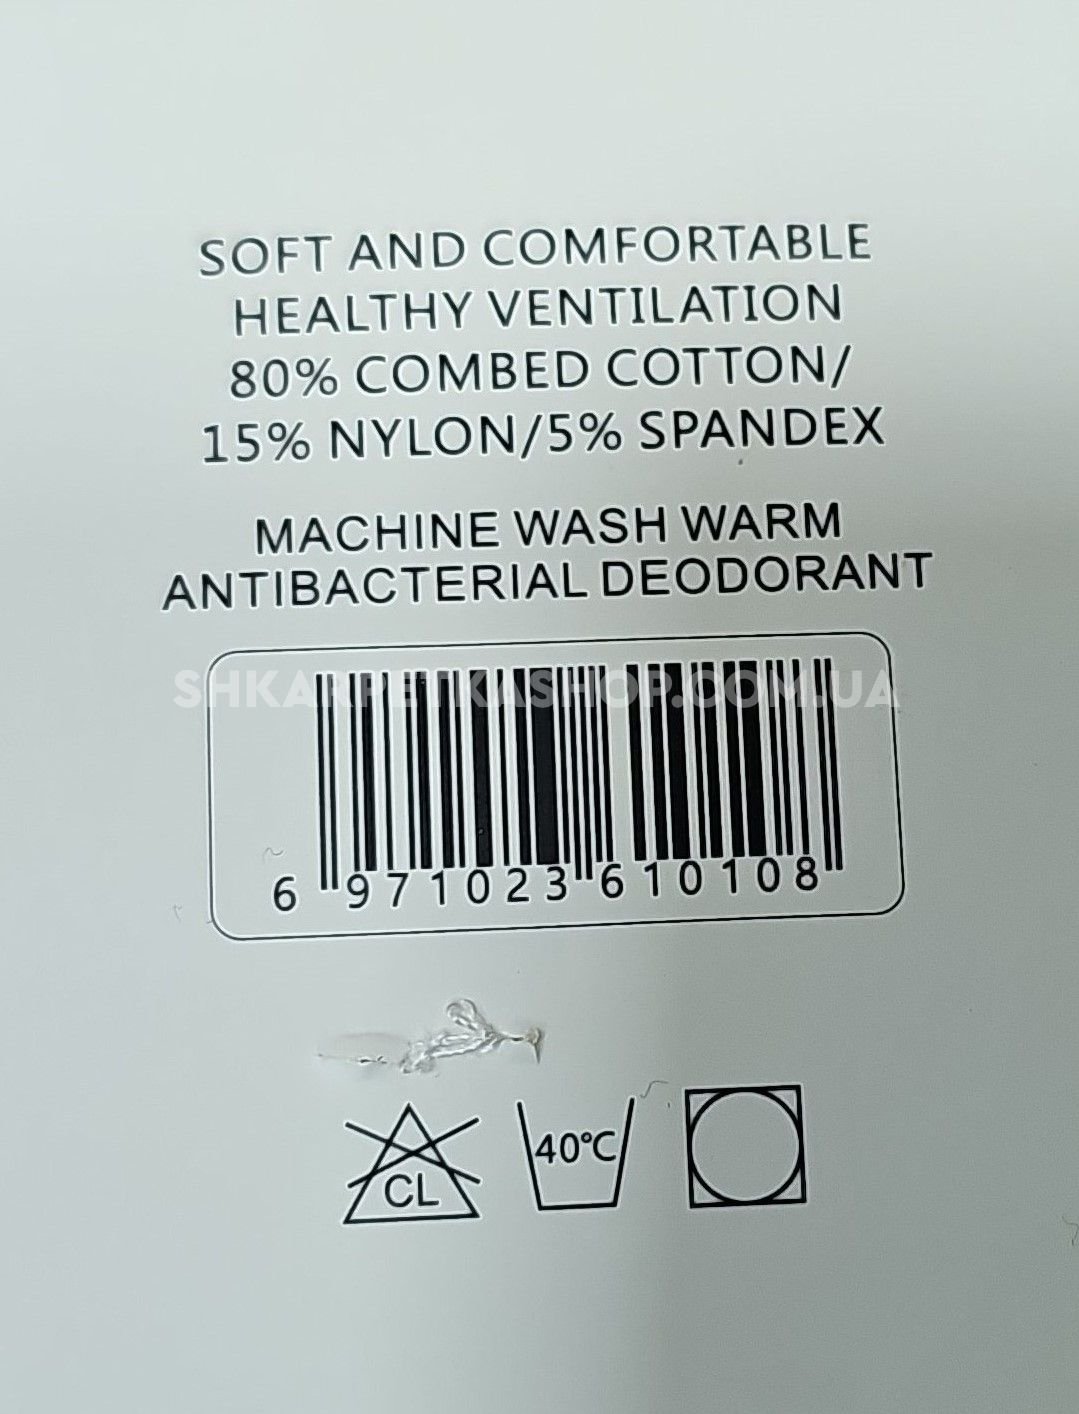 SOFT AND COMFORTABLE
HEALTHY VENTILATION
80% COMBED COTTON/
15% NYLON/5% SPANDEX
MACHINE WASH WARM
ANTIBACTERIAL DEODORANT
SHKARPETKASHOP.COM.UA
6 971023 610108
CL 40°C